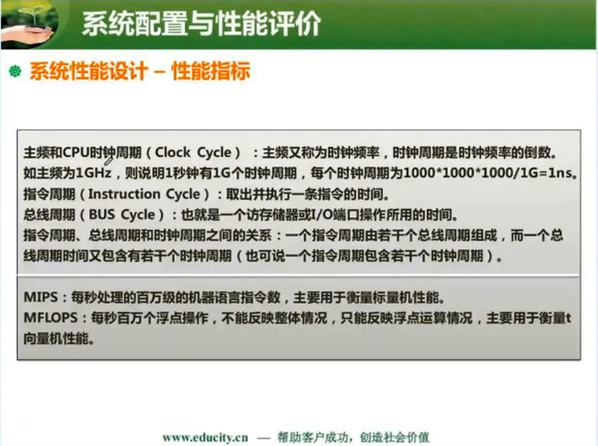 系统配置与性能评价
系统性能设计 – 性能指标
主频和CPU时钟周期（Clock Cycle）：主频又称为时钟频率，时钟周期是时钟频率的倒数。
如主频为1GHz，则说明1秒钟有1G个时钟周期，每个时钟周期为1000*1000*1000/1G=1ns。
指令周期（Instruction Cycle）：取出并执行一条指令的时间。
总线周期（BUS Cycle）：也就是一个访存储器或I/O端口操作所用的时间。
指令周期、总线周期和时钟周期之间的关系：一个指令周期由若干个总线周期组成，而一个总
线周期时间又包含有若干个时钟周期（也可说一个指令周期包含若干个时钟周期）。
MIPS：每秒处理的百万级的机器语言指令数，主要用于衡量标量机性能。
MFLOPS：每秒百万个浮点操作，不能反映整体情况，只能反映浮点运算情况，主要用于衡量t
向量机性能。
www.educity.cn — 帮助客户成功，创造社会价值